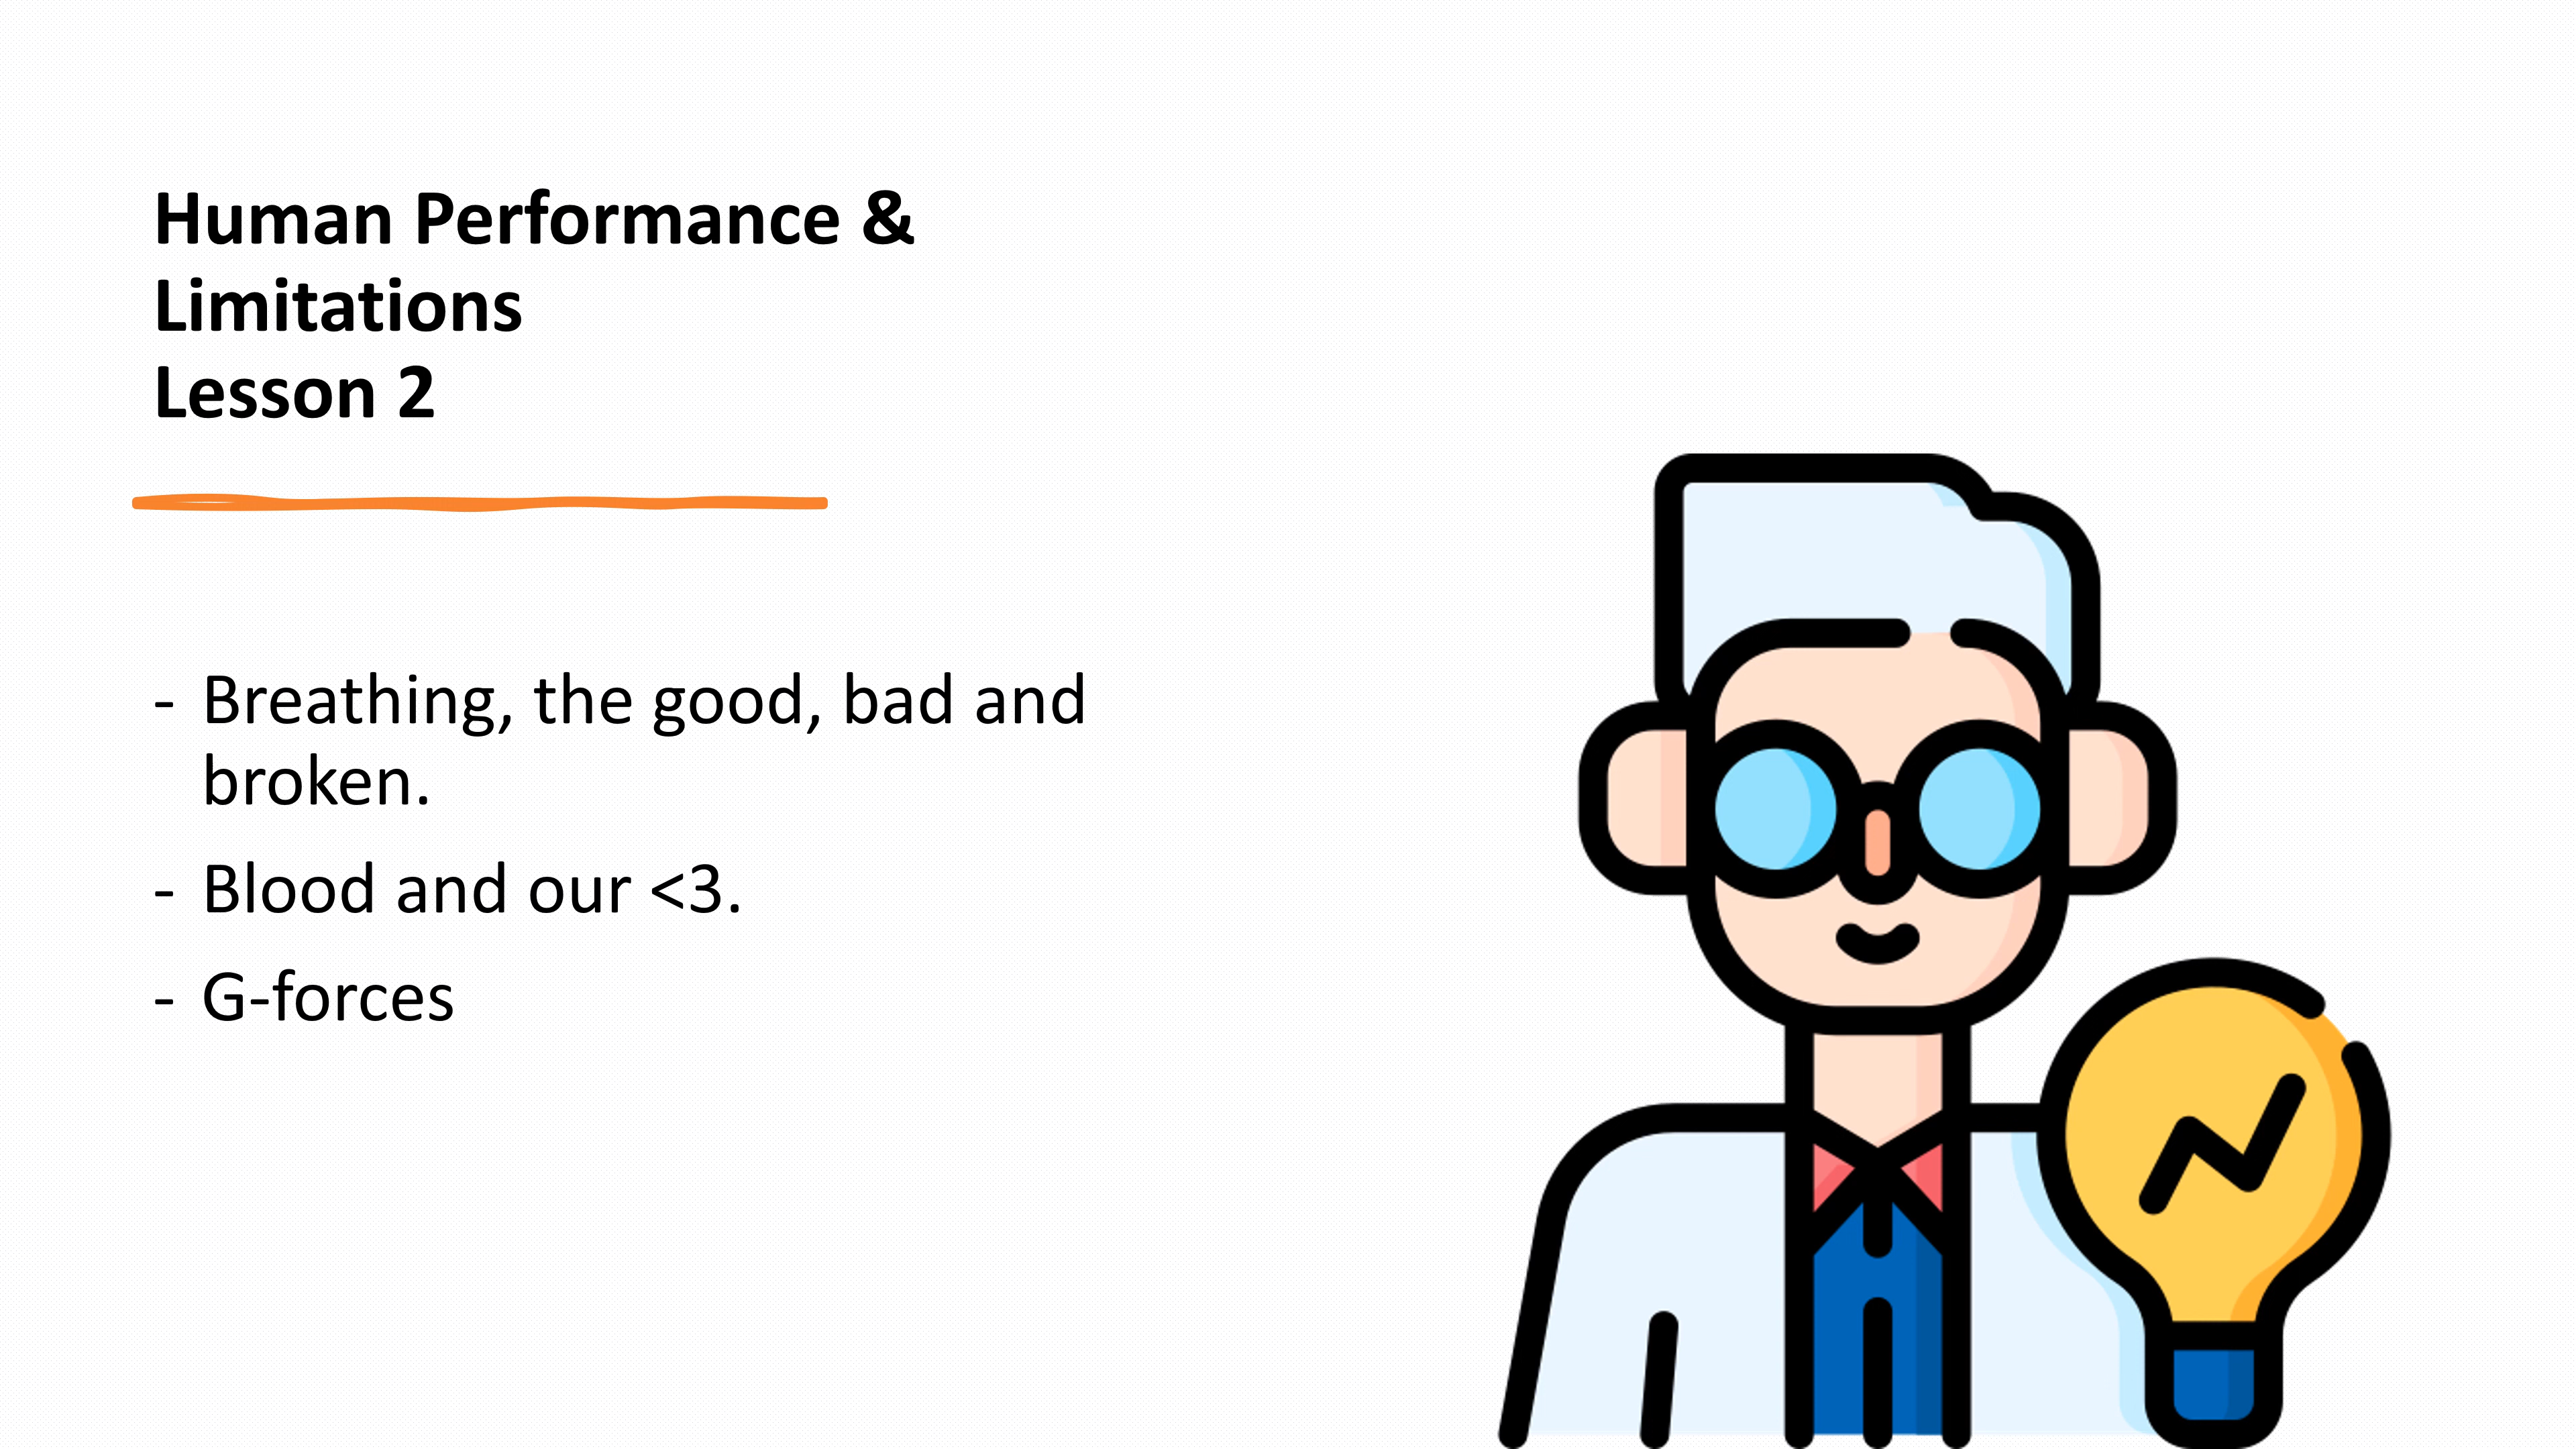 Human Performance &
Limitations
Lesson 2
- Breathing, the good, bad and
broken.
- Blood and our <3.
- G-forces